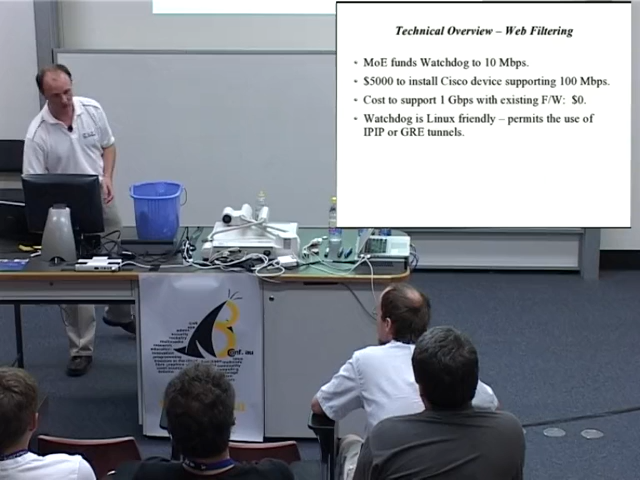 Technical Overview – Web Filtering
• MoE funds Watchdog to 10 Mbps.
• $5000 to install Cisco device supporting 100 Mbps.
• Cost to support 1 Gbps with existing F/W: $0.
• Watchdog is Linux friendly – permits the use of
IPIP or GRE tunnels.
conf.au